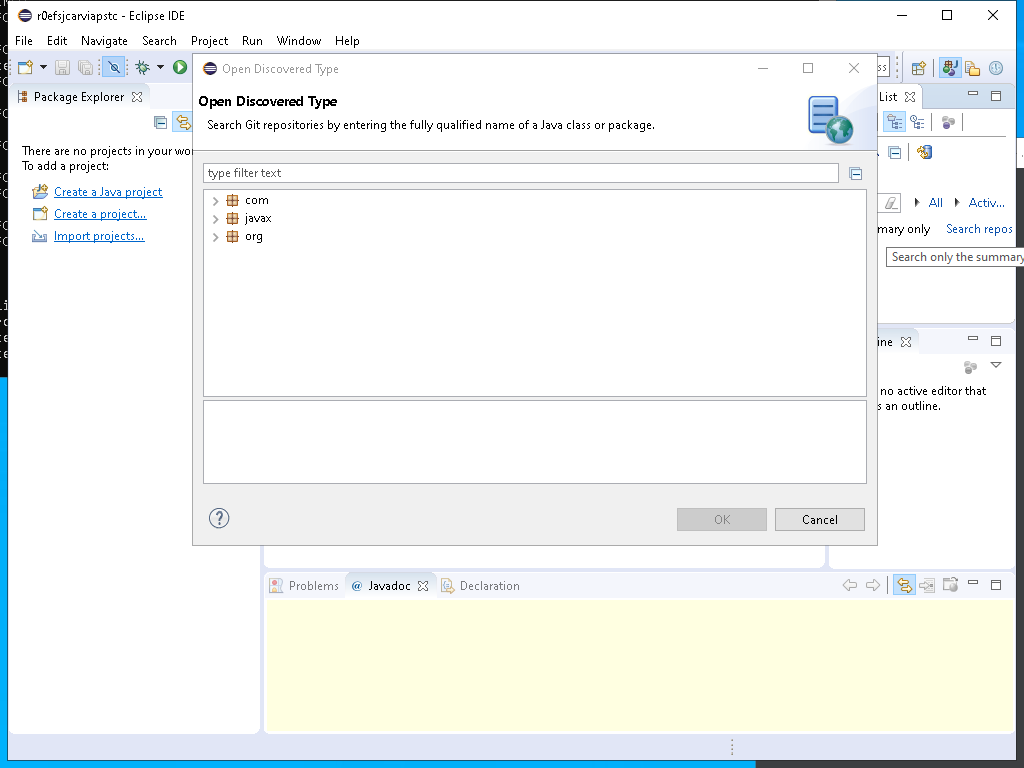 r0efsjcarviapstc - Eclipse IDE
File Edit Navigate Search Project Run Window Help
Open Discovered Type
Open Discovered Type
Search Git repositories by entering the fully qualified name of a Java class or package.
type filter text
com
javax
org
OK
Cancel
Package Explorer
There are no projects in your
To add a project:
Create a Java project
Create a project...
Import projects...
List
All Activ...
only Search repos
Search only the summary
no active editor that
an outline.
Problems @ Javadoc Declaration